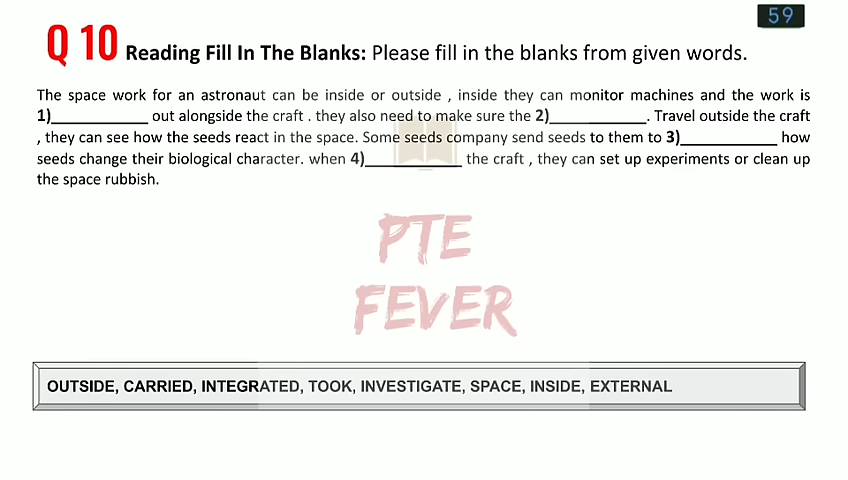 59
Q 10 Reading Fill In The Blanks: Please fill in the blanks from given words.
The space work for an astronaut can be inside or outside , inside they can monitor machines and the work is
1)____________ out alongside the craft . they also need to make sure the 2)____________. Travel outside the craft
, they can see how the seeds react in the space. Some seeds company send seeds to them to 3)____________ how
seeds change their biological character. when 4)____________ the craft , they can set up experiments or clean up
the space rubbish.
PTE
FEVER
OUTSIDE, CARRIED, INTEGRATED, TOOK, INVESTIGATE, SPACE, INSIDE, EXTERNAL